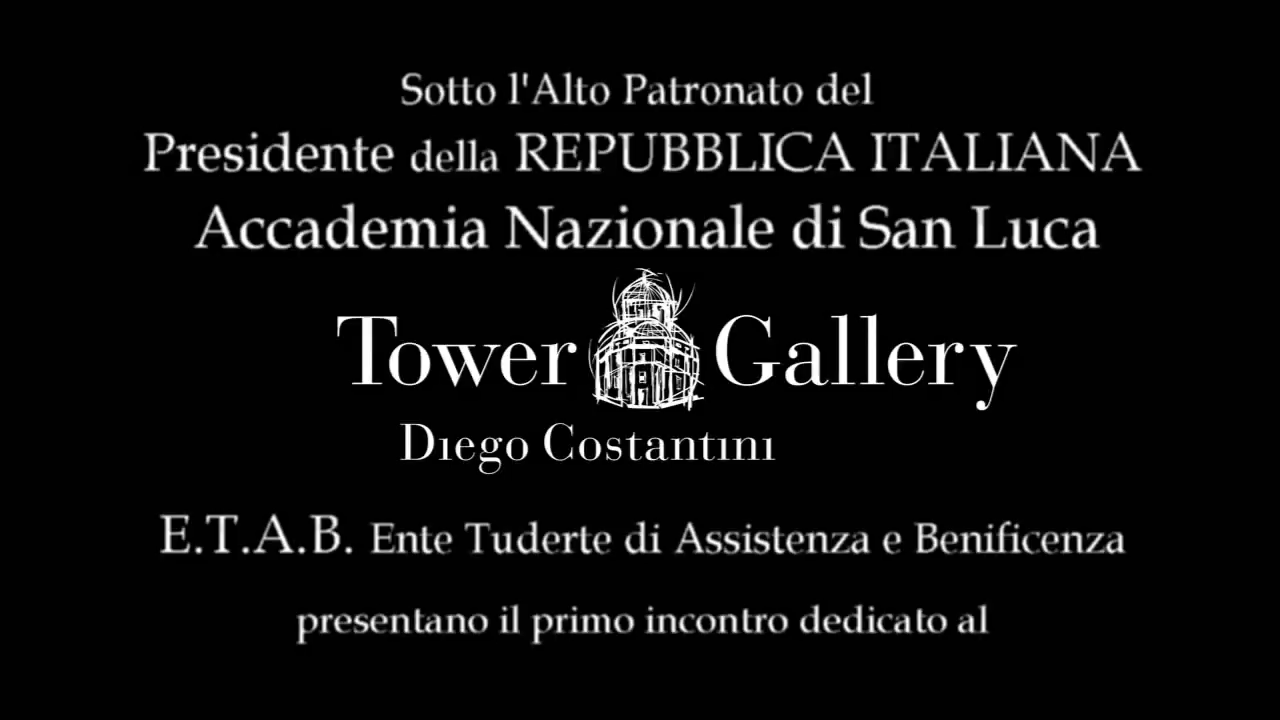 Sotto l'Alto Patronato del
Presidente della REPUBBLICA ITALIANA
Accademia Nazionale di San Luca
Tower Gallery
Diego Costantini
E.T.A.B. Ente Tuderte di Assistenza e Benificenza
presentano il primo incontro dedicato al